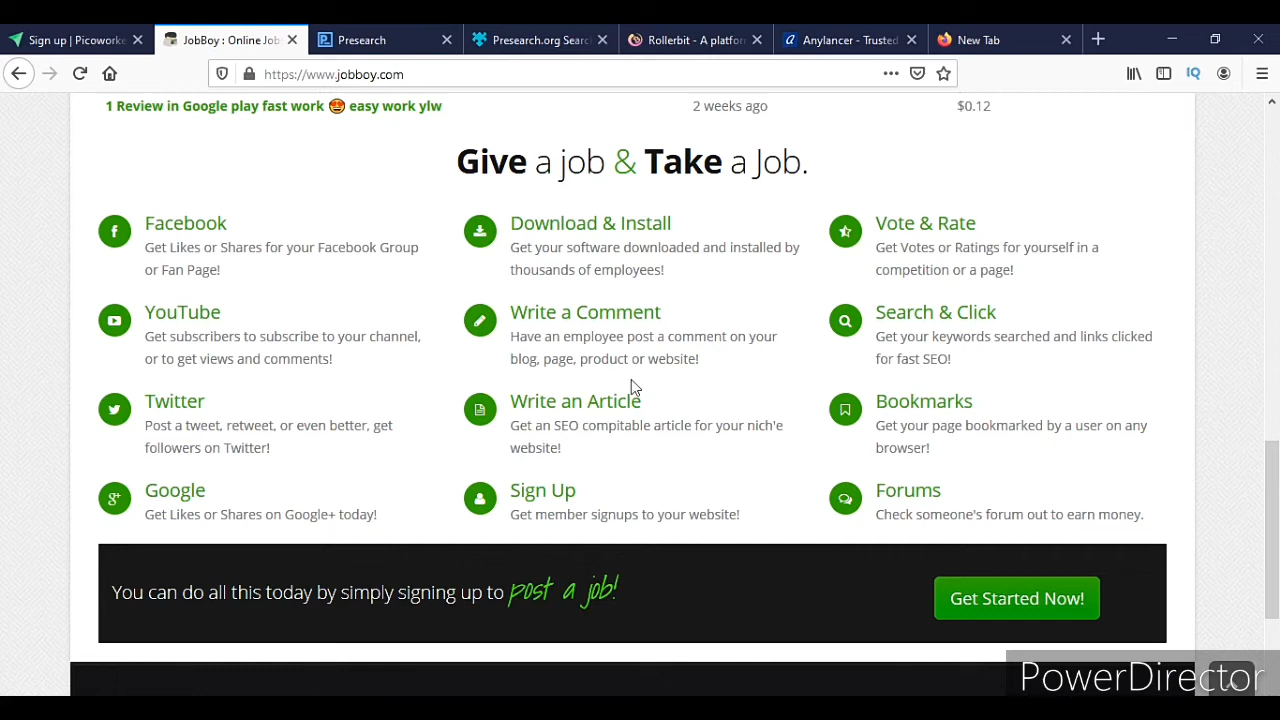 Sign up | Picoworke
JobBoy : Online Job
Presearch
Presearch.org Sear
Rollerbit - A platfor
Anylancer - Trusted
New Tab
https://www.jobboy.com
IQ
1 Review in Google play fast work 🤩 easy work ylw 2 weeks ago $0.12
Give a job & Take a Job.
Facebook
Get Likes or Shares for your Facebook Group
or Fan Page!
Download & Install
Get your software downloaded and installed by
thousands of employees!
Vote & Rate
Get Votes or Ratings for yourself in a
competition or a page!
YouTube
Get subscribers to subscribe to your channel,
or to get views and comments!
Write a Comment
Have an employee post a comment on your
blog, page, product or website!
Search & Click
Get your keywords searched and links clicked
for fast SEO!
Twitter
Post a tweet, retweet, or even better, get
followers on Twitter!
Write an Article
Get an SEO compitable article for your nich'e
website!
Bookmarks
Get your page bookmarked by a user on any
browser!
Google
Get Likes or Shares on Google+ today!
Sign Up
Get member signups to your website!
Forums
Check someone's forum out to earn money.
You can do all this today by simply signing up to post a job!
Get Started Now!
PowerDirector